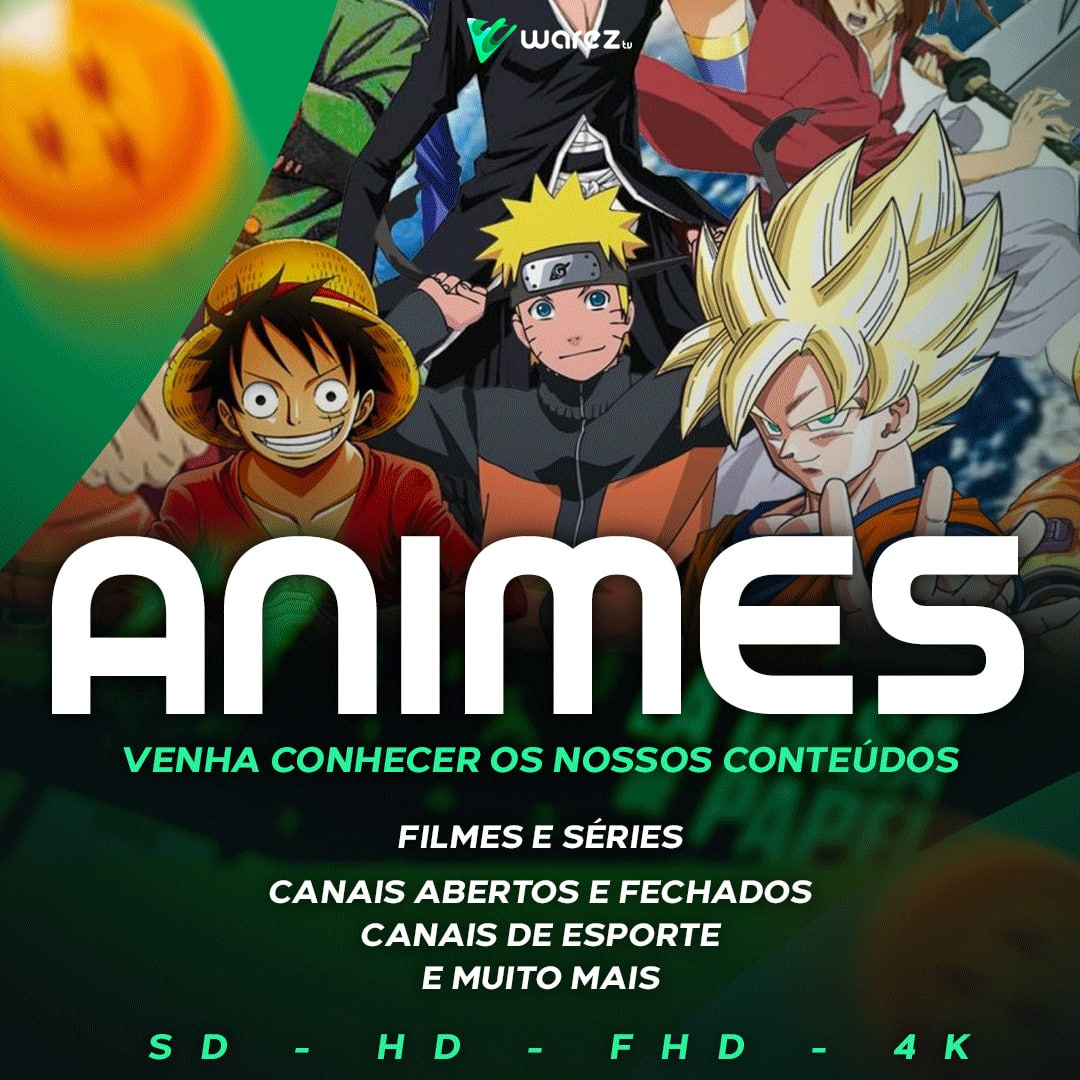 warez tv
ANIMES
VENHA CONHECER OS NOSSOS CONTEÚDOS
FILMES E SÉRIES
CANAIS ABERTOS E FECHADOS
CANAIS DE ESPORTE
E MUITO MAIS
SD - HD - FHD - 4K